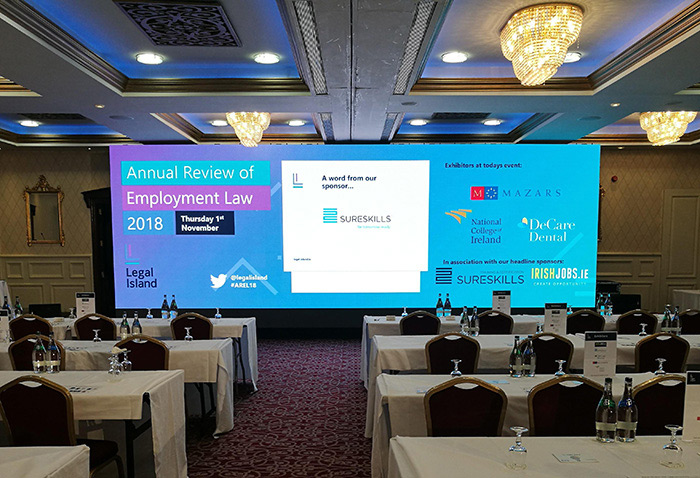 Annual Review of
Employment Law
2018
Thursday 1st
November
Legal
Island
@legalisland
#AREL18
A word from our
sponsor...
SURESKILLS
Exhibitors at todays event:
MAZARS
National
College of
Ireland
DeCare
Dental
In association with our headline sponsors:
SURESKILLS
IRISHJOBS.IE
CREATE OPPORTUNITY